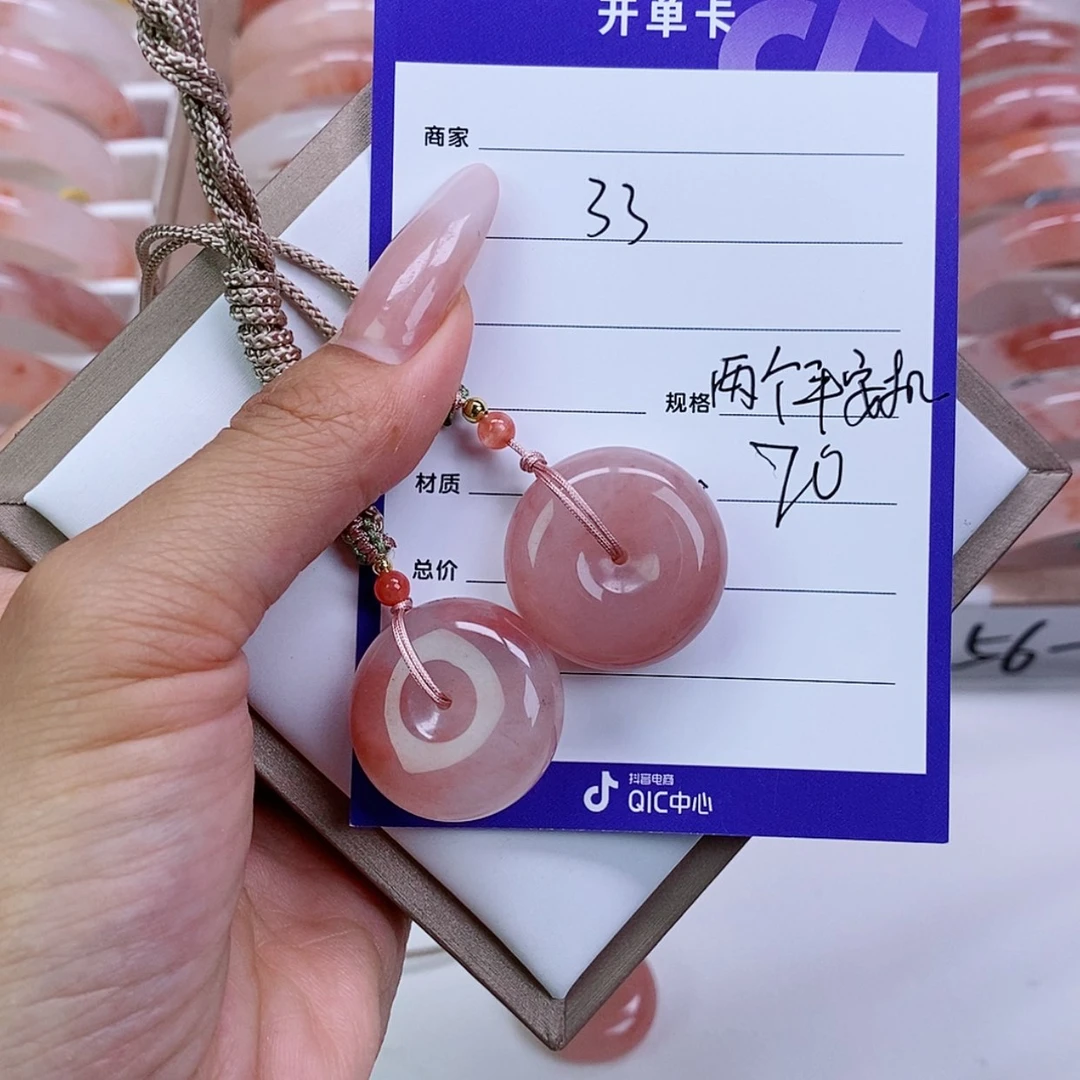 开单卡
商家
33
规格 两个平安扣
材质
70
总价
56-
抖音电商
QIC中心